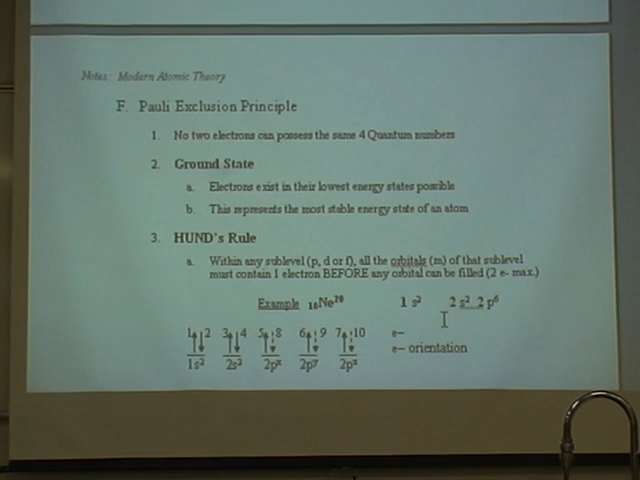 Notes: Modern Atomic Theory
F. Pauli Exclusion Principle
1. No two electrons can possess the same 4 Quantum numbers
2. Ground State
a. Electrons exist in their lowest energy states possible
b. This represents the most stable energy state of an atom
3. HUND's Rule
a. Within any sublevel (p, d or f), all the orbitals (m) of that sublevel
must contain 1 electron BEFORE any orbital can be filled (2 e- max.)
Example ₁₀Ne²⁰ 1 s² 2 s² 2 p⁶
1 2 3 4 5 8 6 9 7 10 e–
1s² 2s² 2pˣ 2pʸ 2pᶻ e– orientation